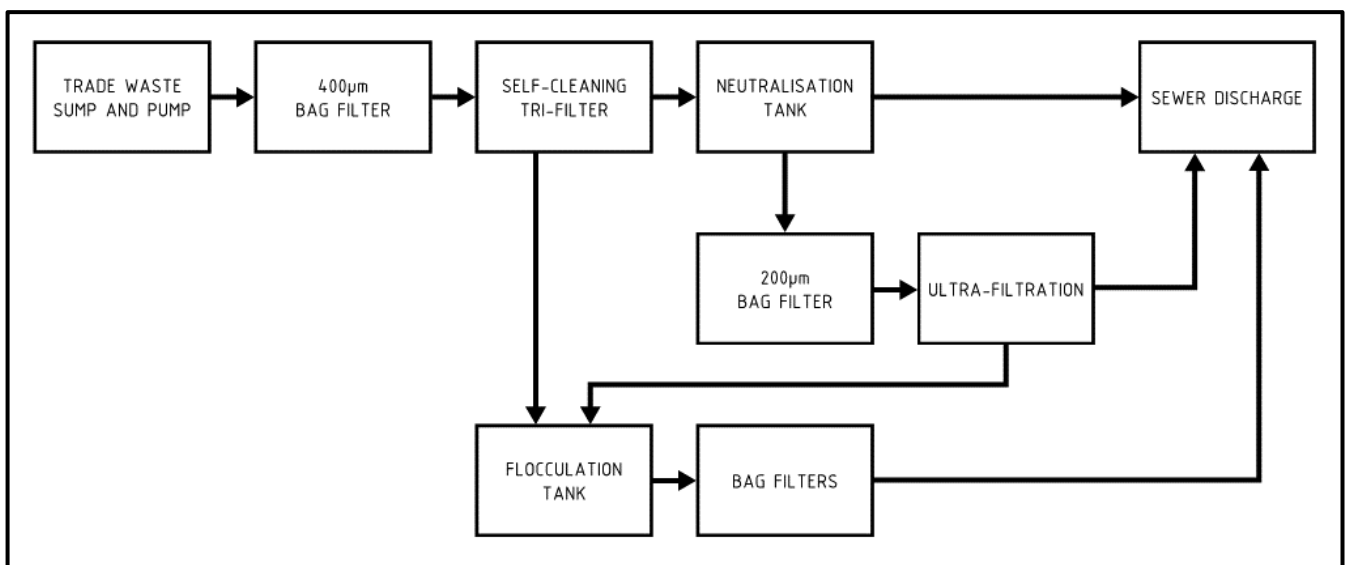 TRADE WASTE
SUMP AND PUMP
400µm
BAG FILTER
SELF-CLEANING
TRI-FILTER
NEUTRALISATION
TANK
SEWER DISCHARGE
200µm
BAG FILTER
ULTRA-FILTRATION
FLOCCULATION
TANK
BAG FILTERS